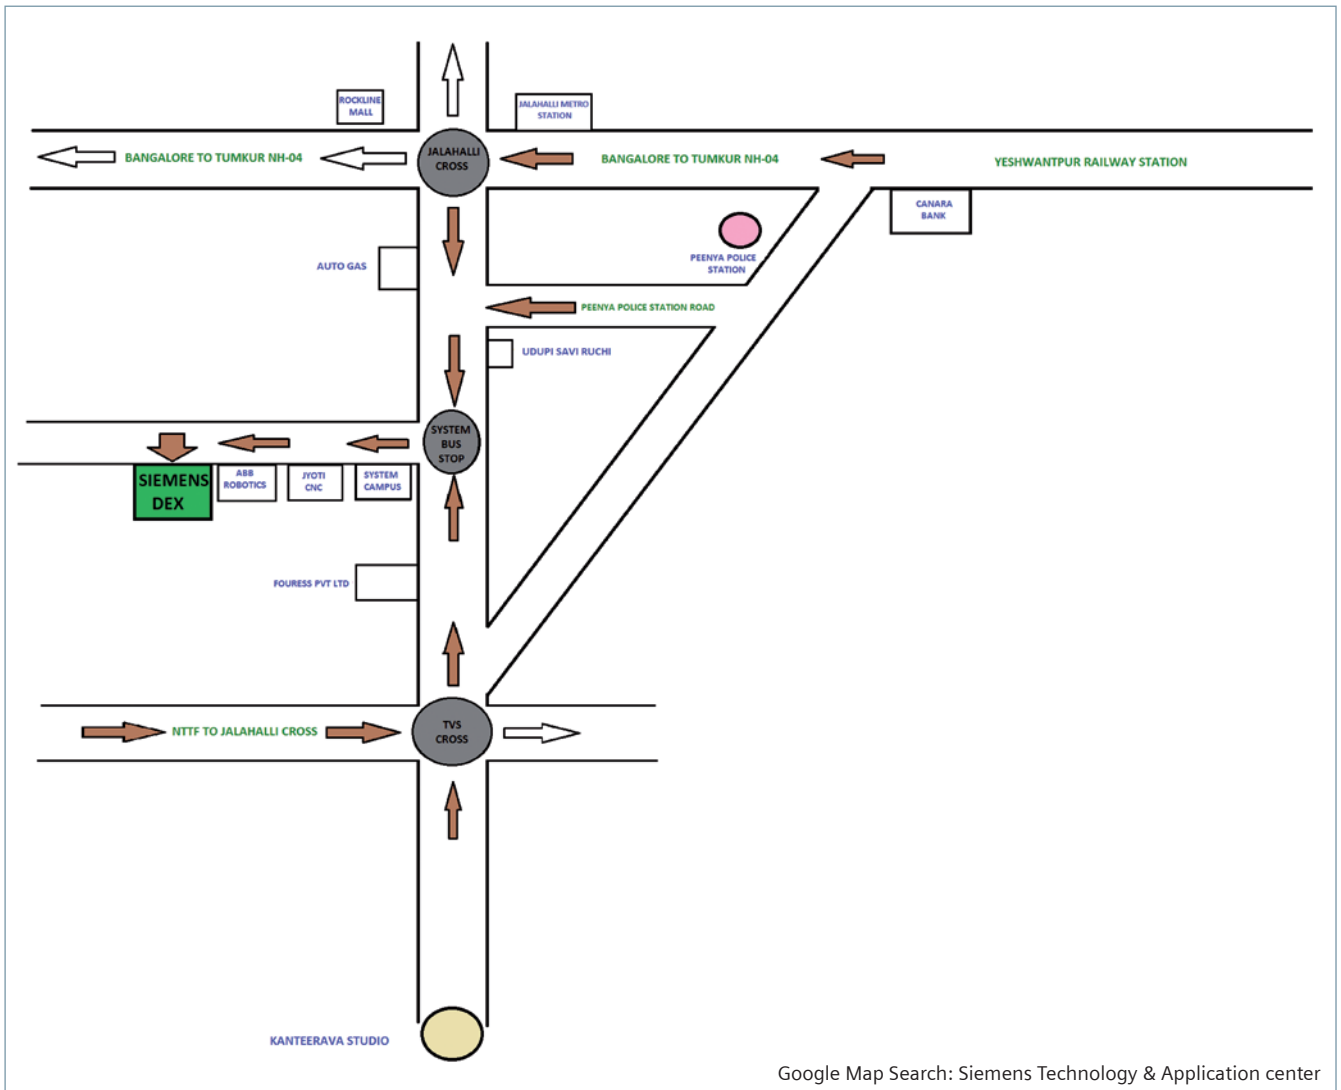 ROCKLINE
MALL
JALAHALLI METRO
STATION
BANGALORE TO TUMKUR NH-04
JALAHALLI
CROSS
BANGALORE TO TUMKUR NH-04
YESHWANTPUR RAILWAY STATION
CANARA
BANK
PEENYA POLICE
STATION
AUTO GAS
PEENYA POLICE STATION ROAD
UDUPI SAVI RUCHI
SYSTEM
BUS
STOP
SIEMENS
DEX
ABB
ROBOTICS
JYOTI
CNC
SYSTEM
CAMPUS
FOURESS PVT LTD
NTTF TO JALAHALLI CROSS
TVS
CROSS
KANTEERAVA STUDIO
Google Map Search: Siemens Technology & Application center